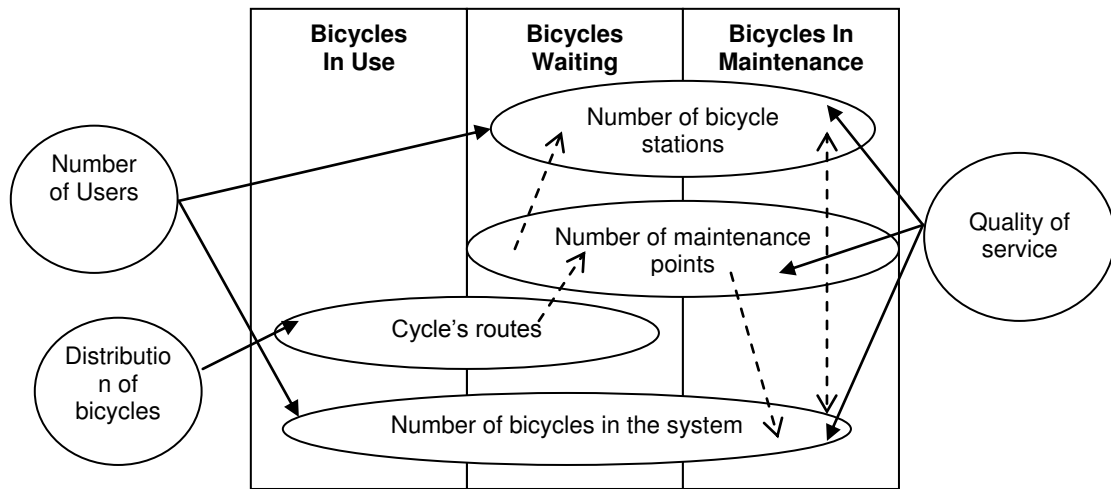 Bicycles
In Use
Bicycles
Waiting
Bicycles In
Maintenance
Number of bicycle
stations
Number
of Users
Number of maintenance
points
Quality of
service
Cycle's routes
Distributio
n of
bicycles
Number of bicycles in the system